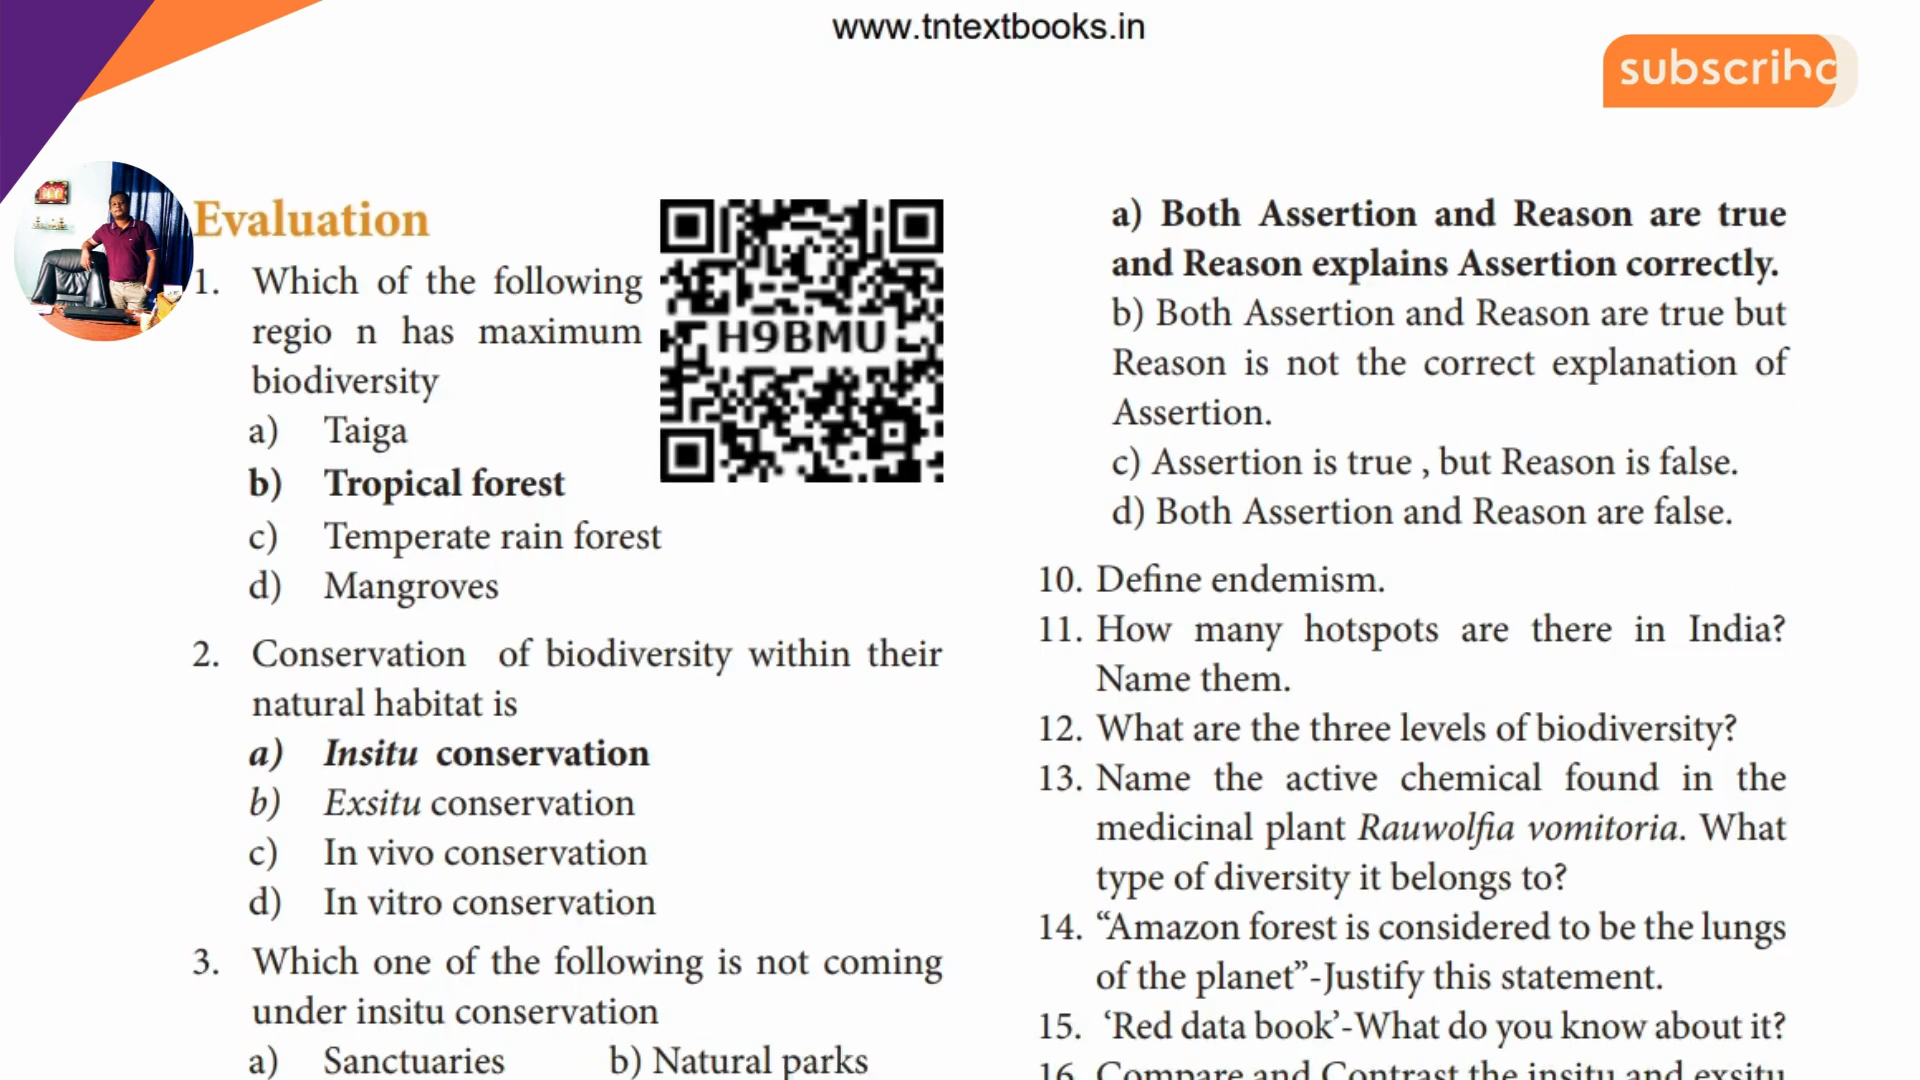 www.tntextbooks.in
Evaluation
1. Which of the following
regio n has maximum
biodiversity
a) Taiga
b) Tropical forest
c) Temperate rain forest
d) Mangroves
H9BMU
2. Conservation of biodiversity within their
natural habitat is
a) Insitu conservation
b) Exsitu conservation
c) In vivo conservation
d) In vitro conservation
3. Which one of the following is not coming
under insitu conservation
a) Sanctuaries b) Natural parks
a) Both Assertion and Reason are true
and Reason explains Assertion correctly.
b) Both Assertion and Reason are true but
Reason is not the correct explanation of
Assertion.
c) Assertion is true , but Reason is false.
d) Both Assertion and Reason are false.
10. Define endemism.
11. How many hotspots are there in India?
Name them.
12. What are the three levels of biodiversity?
13. Name the active chemical found in the
medicinal plant Rauwolfia vomitoria. What
type of diversity it belongs to?
14. “Amazon forest is considered to be the lungs
of the planet”-Justify this statement.
15. ‘Red data book’-What do you know about it?
16. Compare and Contrast the insitu and exsitu